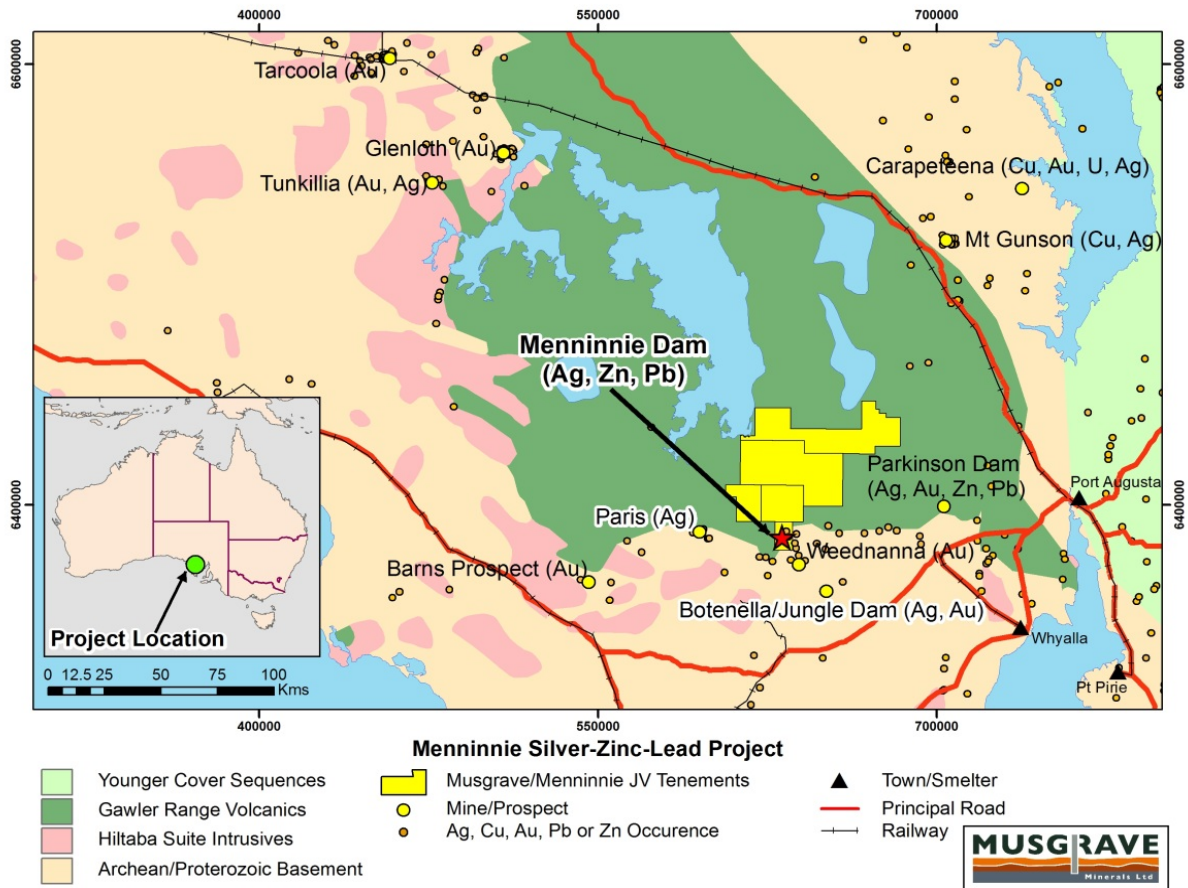 400000
550000
700000
6600000
6600000
Tarcoola (Au)
Glenloth (Au)
Tunkillia (Au, Ag)
Carapeteena (Cu, Au, U, Ag)
Mt Gunson (Cu, Ag)
Menninnie Dam
(Ag, Zn, Pb)
Parkinson Dam
(Ag, Au, Zn, Pb)
Port Augusta
6400000
6400000
Paris (Ag)
Weednanna (Au)
Barns Prospect (Au)
Botenella/Jungle Dam (Ag, Au)
Whyalla
Pt Pirie
Project Location
0 12.5 25 50 75 100
Kms
400000
550000
700000
Menninnie Silver-Zinc-Lead Project
Younger Cover Sequences
Gawler Range Volcanics
Hiltaba Suite Intrusives
Archean/Proterozoic Basement
Musgrave/Menninnie JV Tenements
Mine/Prospect
Ag, Cu, Au, Pb or Zn Occurence
Town/Smelter
Principal Road
Railway
MUSGRAVE
Minerals Ltd